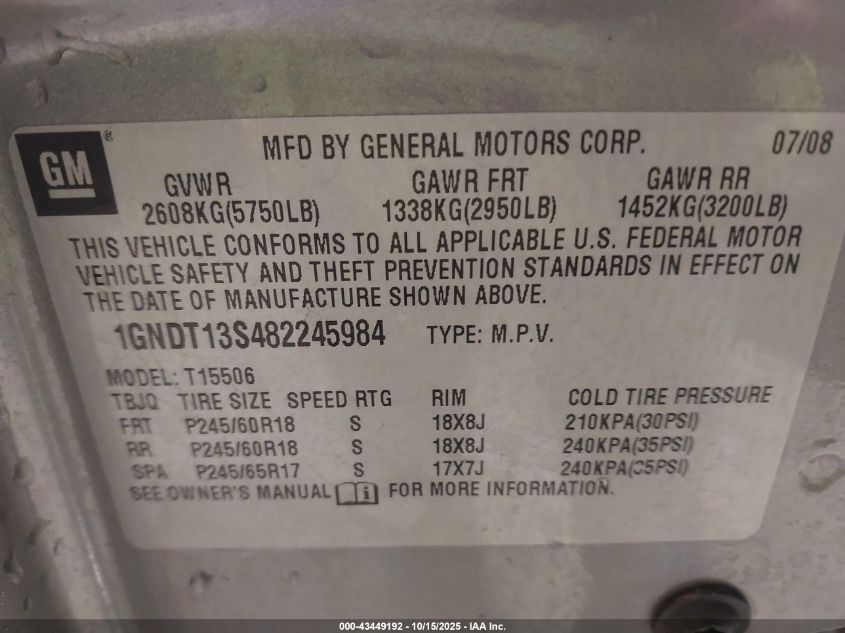 GM ®
MFD BY GENERAL MOTORS CORP. 07/08
GVWR GAWR FRT GAWR RR
2608KG(5750LB) 1338KG(2950LB) 1452KG(3200LB)
THIS VEHICLE CONFORMS TO ALL APPLICABLE U.S. FEDERAL MOTOR
VEHICLE SAFETY AND THEFT PREVENTION STANDARDS IN EFFECT ON
THE DATE OF MANUFACTURE SHOWN ABOVE.
1GNDT13S482245984 TYPE: M.P.V.
MODEL: T15506
TBJQ TIRE SIZE SPEED RTG RIM COLD TIRE PRESSURE
FRT P245/60R18 S 18X8J 210KPA(30PSI)
RR P245/60R18 S 18X8J 240KPA(35PSI)
SPA P245/65R17 S 17X7J 240KPA(35PSI)
SEE OWNER'S MANUAL i FOR MORE INFORMATION.
000-43449192 - 10/15/2025 - IAA Inc.